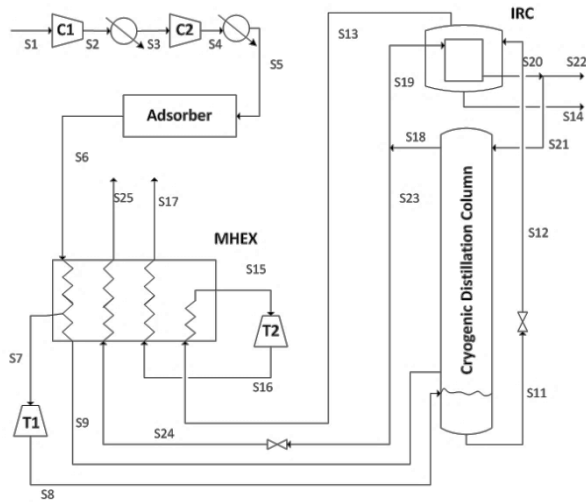 IRC
C1
C2
S1
S2
S3
S4
S5
S13
S20
S22
S19
S14
Adsorber
S6
S18
S21
S25
S17
S23
Cryogenic Distillation Column
MHEX
S12
S15
T2
S7
S16
S11
T1
S9
S24
S8